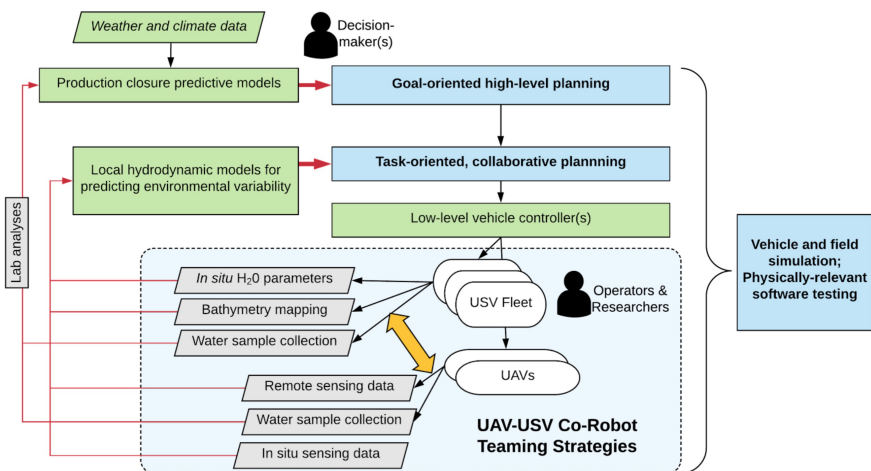 Weather and climate data
Decision-
maker(s)
Production closure predictive models
Goal-oriented high-level planning
Local hydrodynamic models for
predicting environmental variability
Task-oriented, collaborative plannning
Low-level vehicle controller(s)
Lab analyses
In situ H20 parameters
Bathymetry mapping
Water sample collection
USV Fleet
Operators &
Researchers
Remote sensing data
Water sample collection
In situ sensing data
UAVs
UAV-USV Co-Robot
Teaming Strategies
Vehicle and field
simulation;
Physically-relevant
software testing